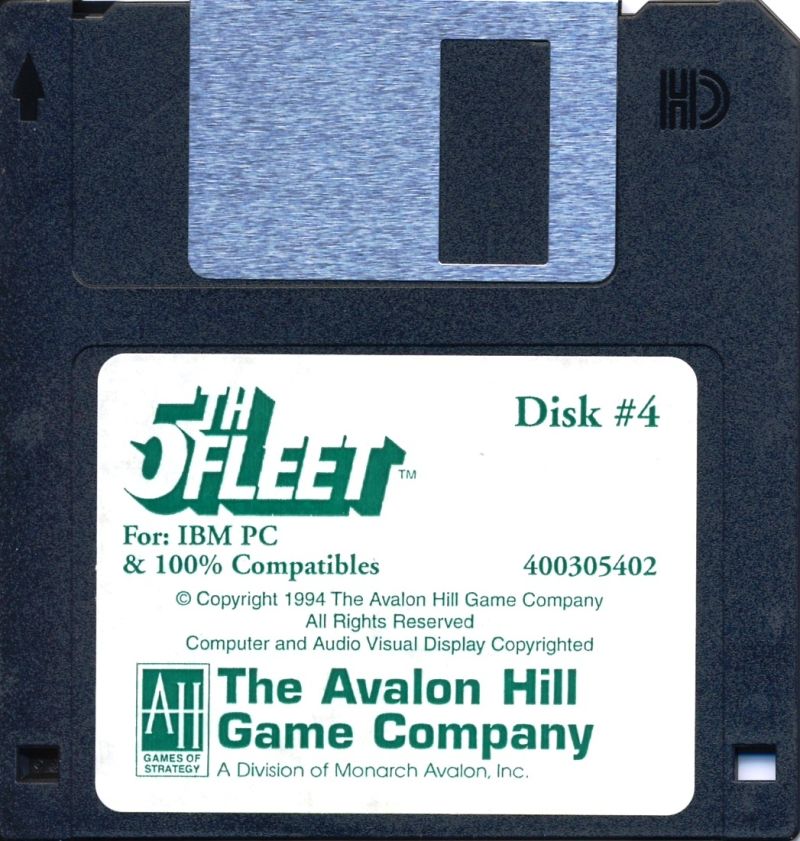 HD
5TH
FLEET™
Disk #4
For: IBM PC
& 100% Compatibles
400305402
© Copyright 1994 The Avalon Hill Game Company
All Rights Reserved
Computer and Audio Visual Display Copyrighted
AH
GAMES OF
STRATEGY
The Avalon Hill
Game Company
A Division of Monarch Avalon, Inc.